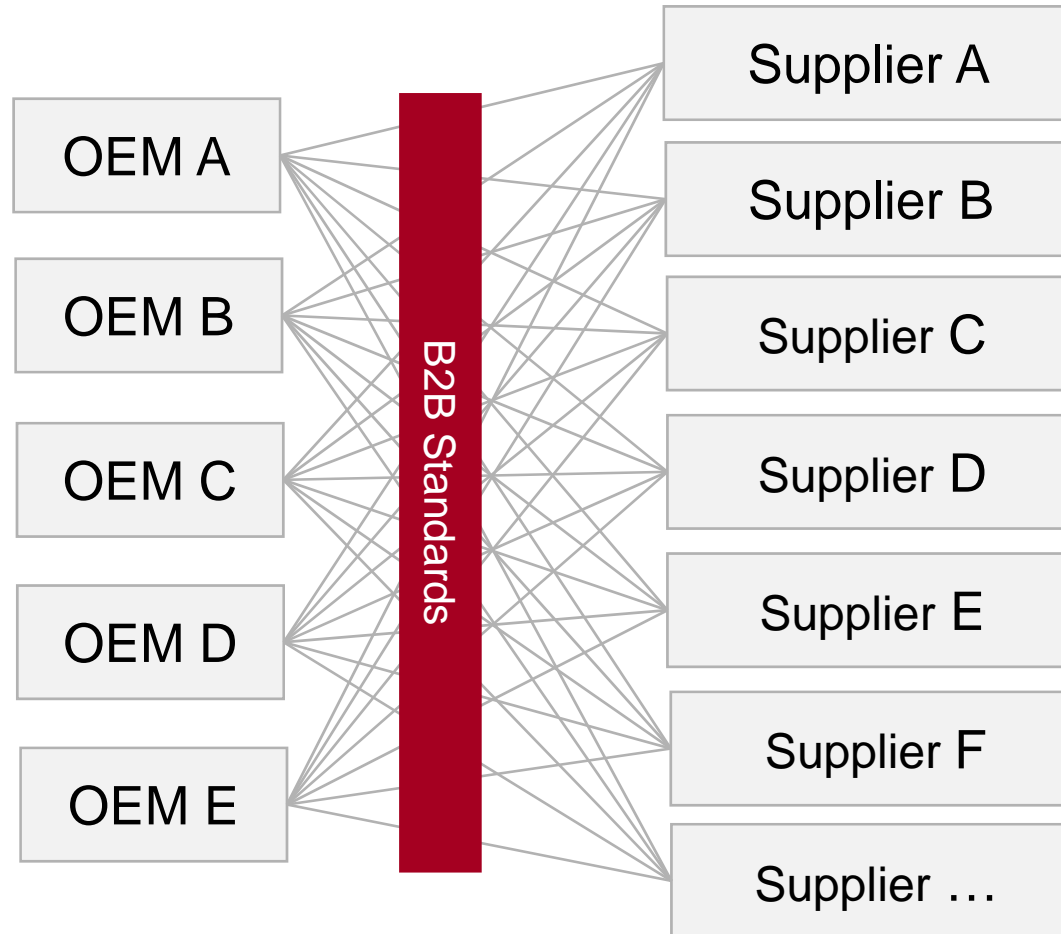 OEM A
OEM B
OEM C
OEM D
OEM E
B2B Standards
Supplier A
Supplier B
Supplier C
Supplier D
Supplier E
Supplier F
Supplier …